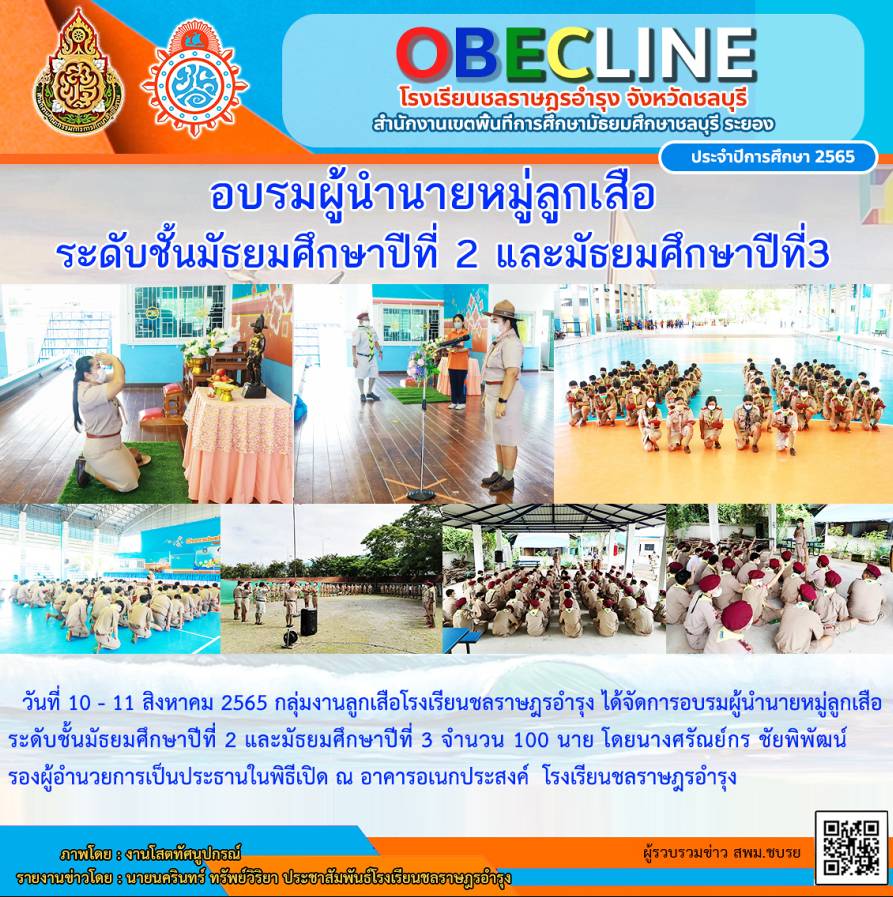 OBECLINE
โรงเรียนชลราษฎรอำรุง จังหวัดชลบุรี
สำนักงานเขตพื้นที่การศึกษามัธยมศึกษาชลบุรี ระยอง
ประจำปีการศึกษา 2565
อบรมผู้นำนายหมู่ลูกเสือ
ระดับชั้นมัธยมศึกษาปีที่ 2 และมัธยมศึกษาปีที่3
วันที่ 10 - 11 สิงหาคม 2565 กลุ่มงานลูกเสือโรงเรียนชลราษฎรอำรุง ได้จัดการอบรมผู้นำนายหมู่ลูกเสือ
ระดับชั้นมัธยมศึกษาปีที่ 2 และมัธยมศึกษาปีที่ 3 จำนวน 100 นาย โดยนางศรัณย์กร ชัยพิพัฒน์
รองผู้อำนวยการเป็นประธานในพิธีเปิด ณ อาคารอเนกประสงค์ โรงเรียนชลราษฎรอำรุง
ภาพโดย : งานโสตทัศนูปกรณ์
ผู้รวบรวมข่าว สพม.ชบรย
รายงานข่าวโดย : นายนครินทร์ ทรัพย์วิริยา ประชาสัมพันธ์โรงเรียนชลราษฎรอำรุง